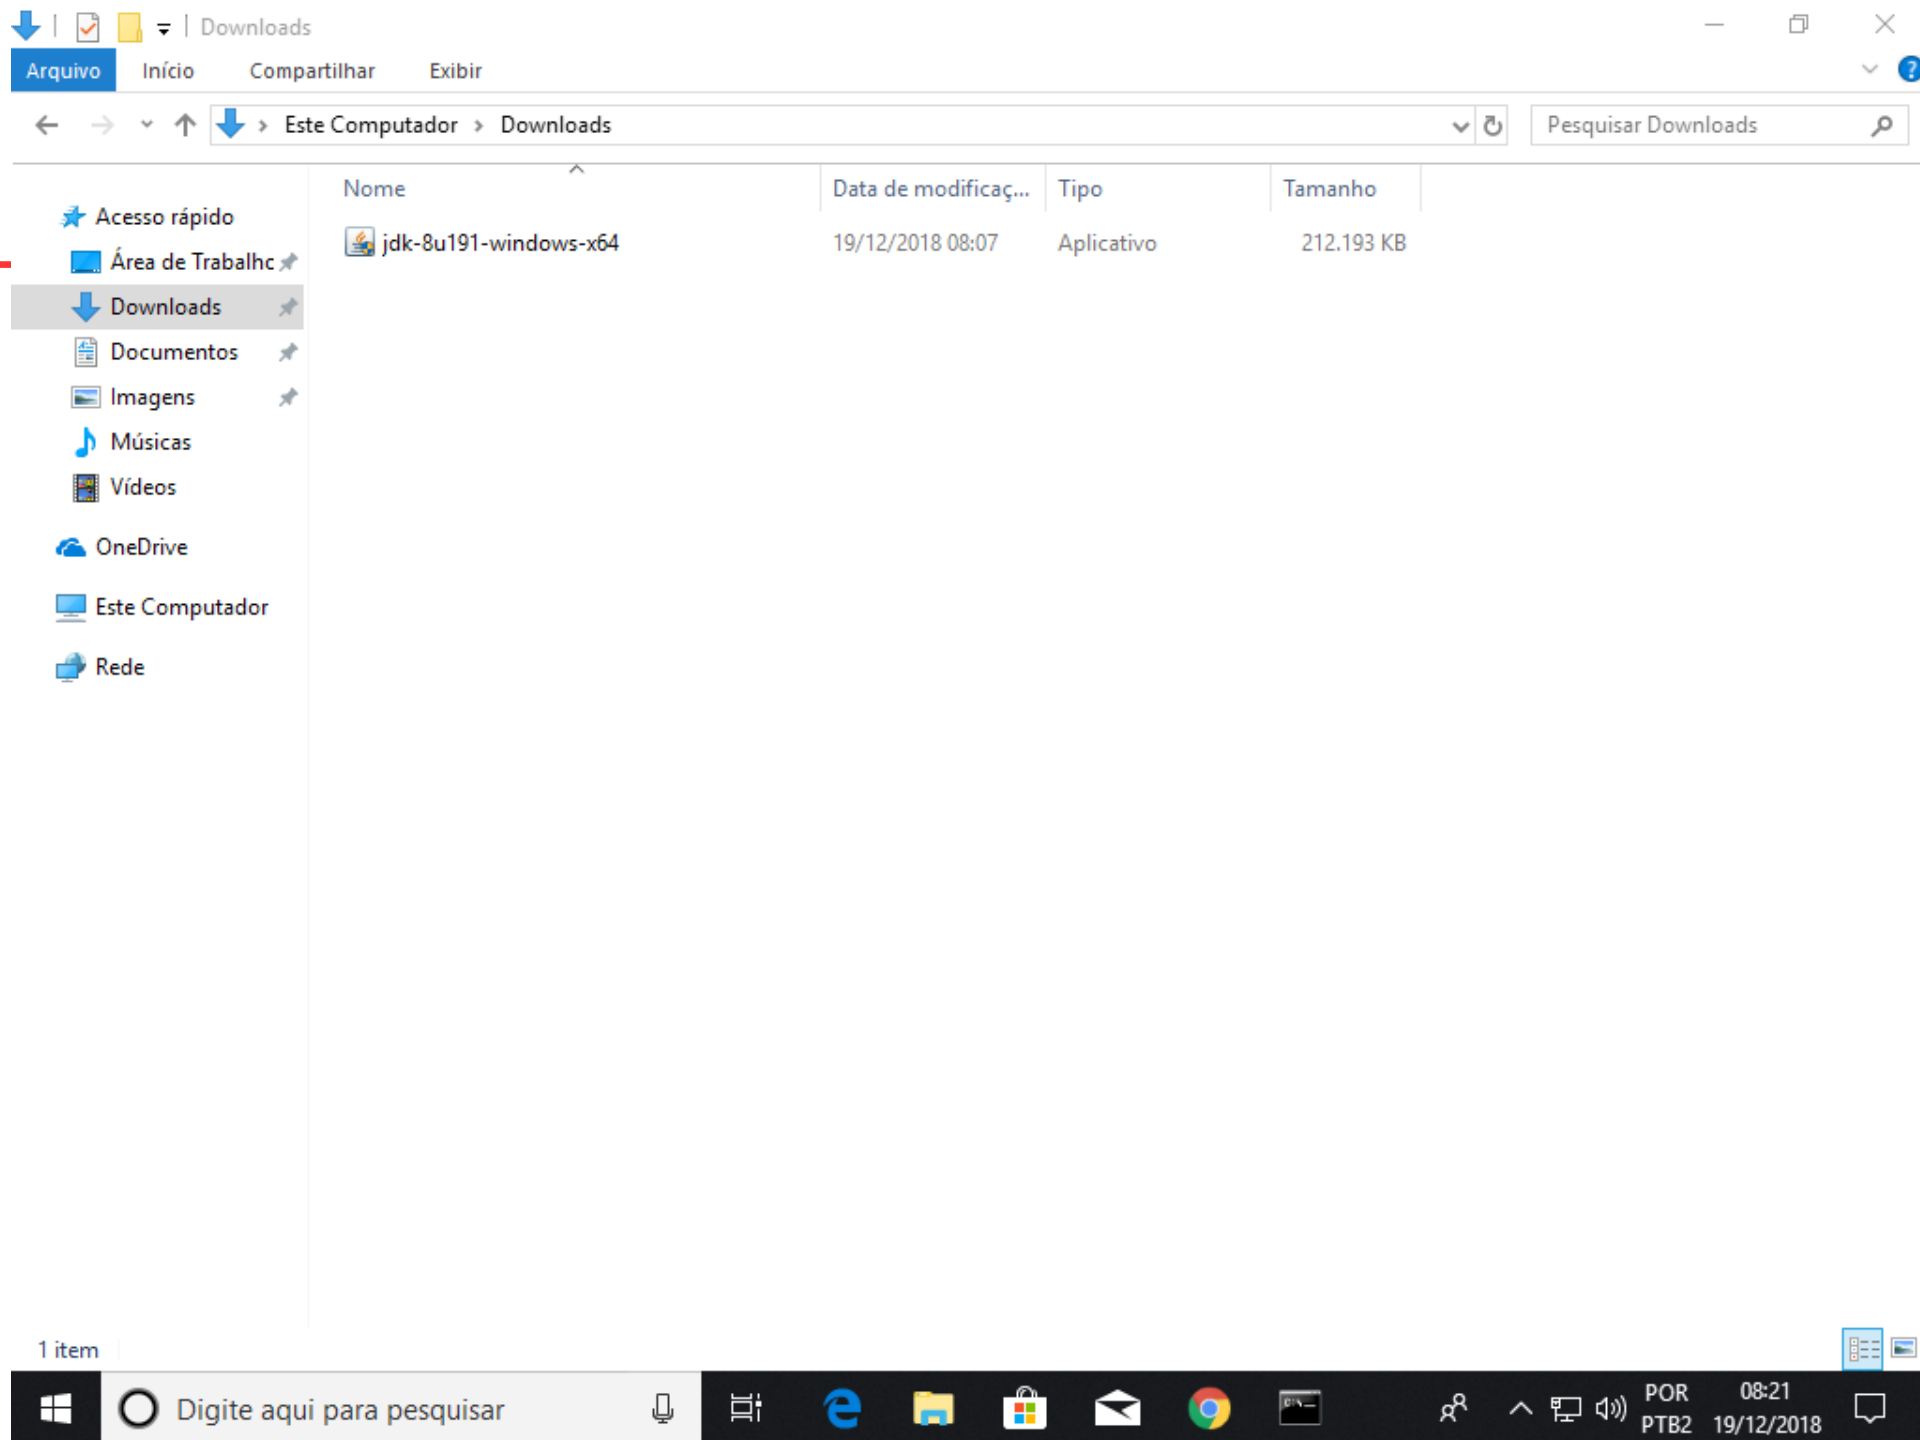 Downloads
Arquivo Início Compartilhar Exibir
Este Computador Downloads
Pesquisar Downloads
Nome Data de modificaç... Tipo Tamanho
jdk-8u191-windows-x64 19/12/2018 08:07 Aplicativo 212.193 KB
Acesso rápido
Área de Trabalhc
Downloads
Documentos
Imagens
Músicas
Vídeos
OneDrive
Este Computador
Rede
1 item
Digite aqui para pesquisar
POR
PTB2
08:21
19/12/2018